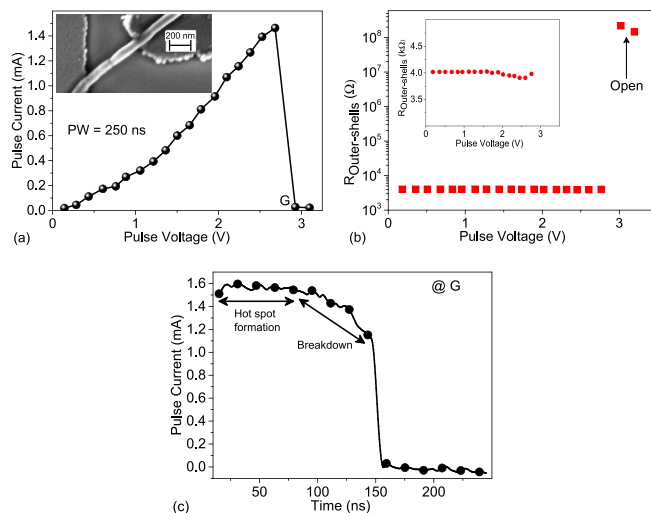 200 nm
PW = 250 ns
G
Pulse Current (mA)
1.6
1.4
1.2
1.0
0.8
0.6
0.4
0.2
0.0
0 1 2 3
Pulse Voltage (V)
(a)
R_Outer-shells (Ω)
10^8
10^7
10^6
10^5
10^4
10^3
0 1 2 3
Pulse Voltage (V)
(b)
Open
R_Outer-shells (kΩ)
5.0
4.0
3.0
0 1 2 3
Pulse Voltage (V)
@ G
Hot spot
formation
Breakdown
Pulse Current (mA)
1.6
1.4
1.2
1.0
0.8
0.6
0.4
0.2
0.0
50 100 150 200
Time (ns)
(c)